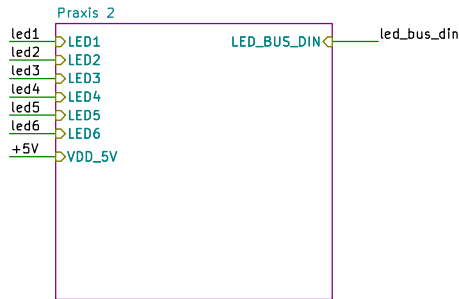 Praxis 2
led1 LED1 LED_BUS_DIN led_bus_din
led2 LED2
led3 LED3
led4 LED4
led5 LED5
led6 LED6
+5V VDD_5V